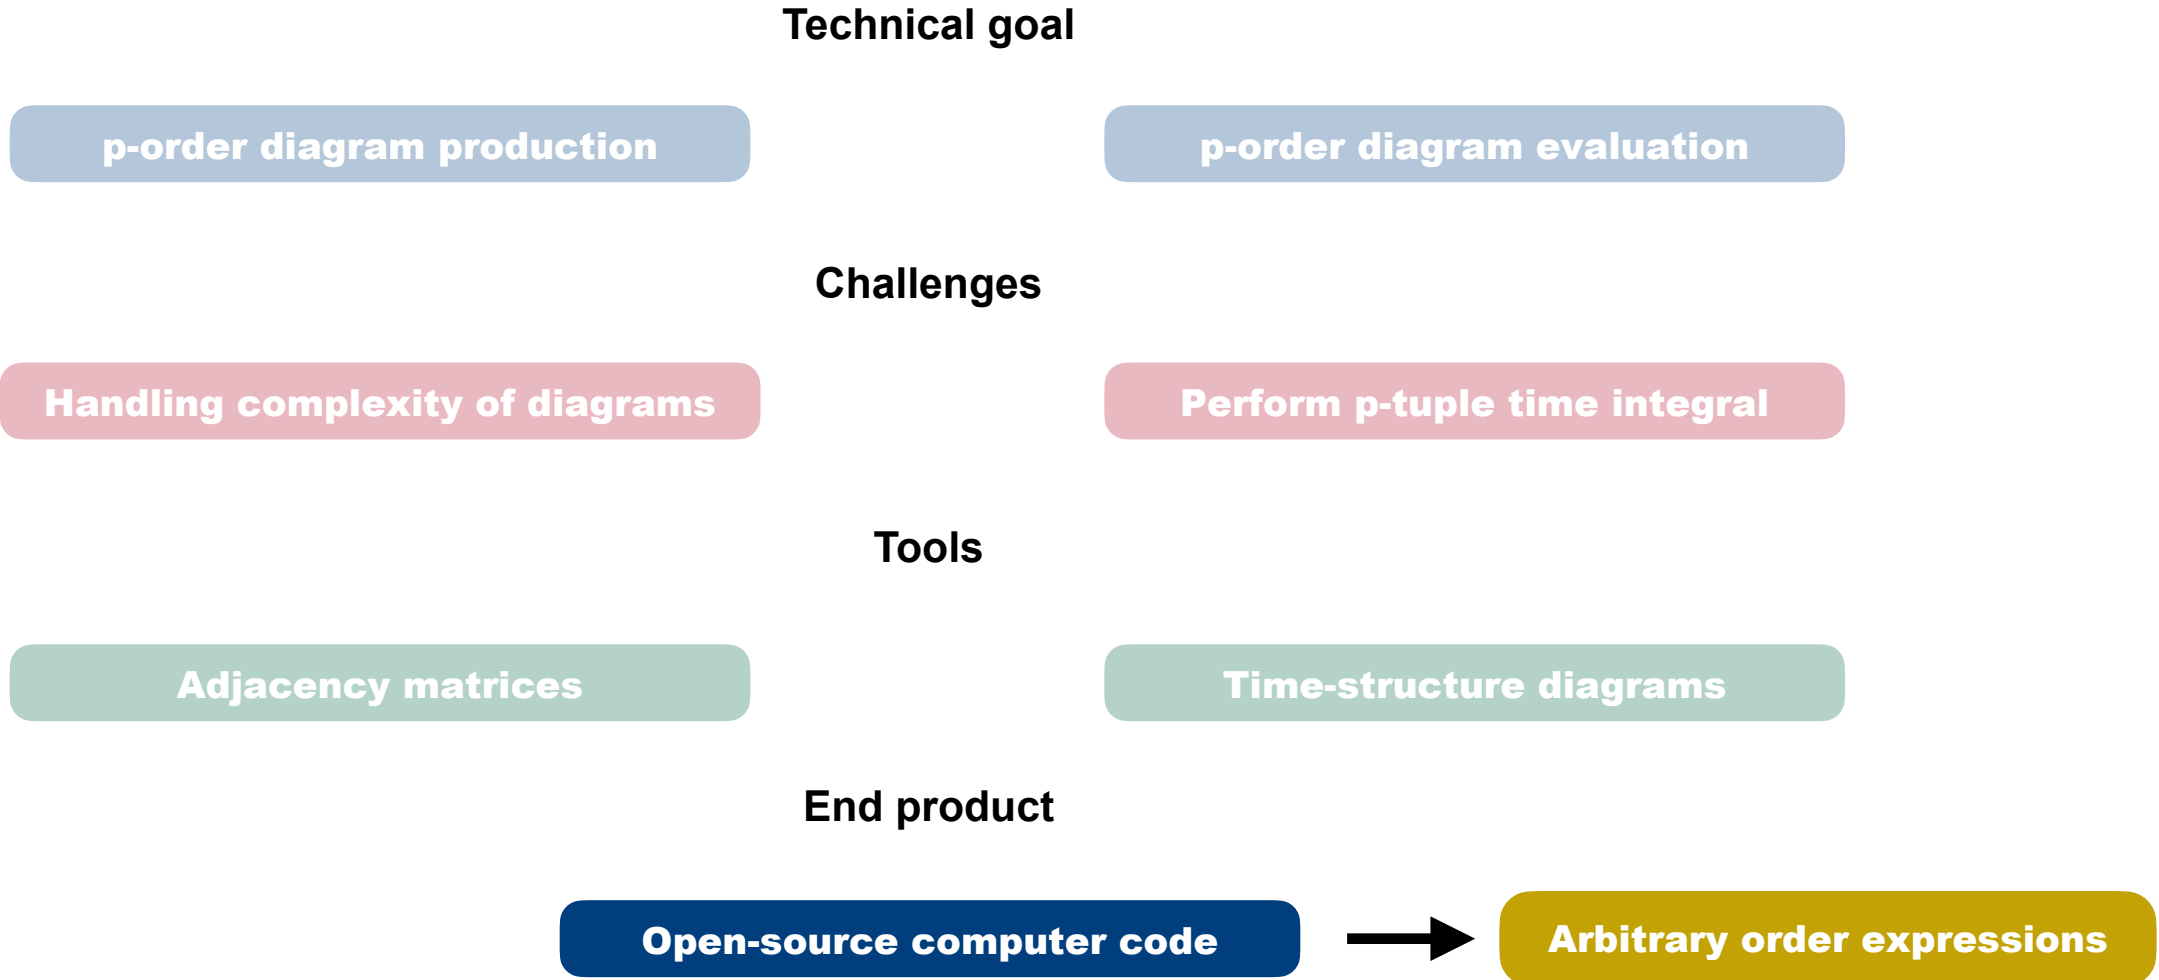 Technical goal
p-order diagram production
p-order diagram evaluation
Challenges
Handling complexity of diagrams
Perform p-tuple time integral
Tools
Adjacency matrices
Time-structure diagrams
End product
Open-source computer code
Arbitrary order expressions